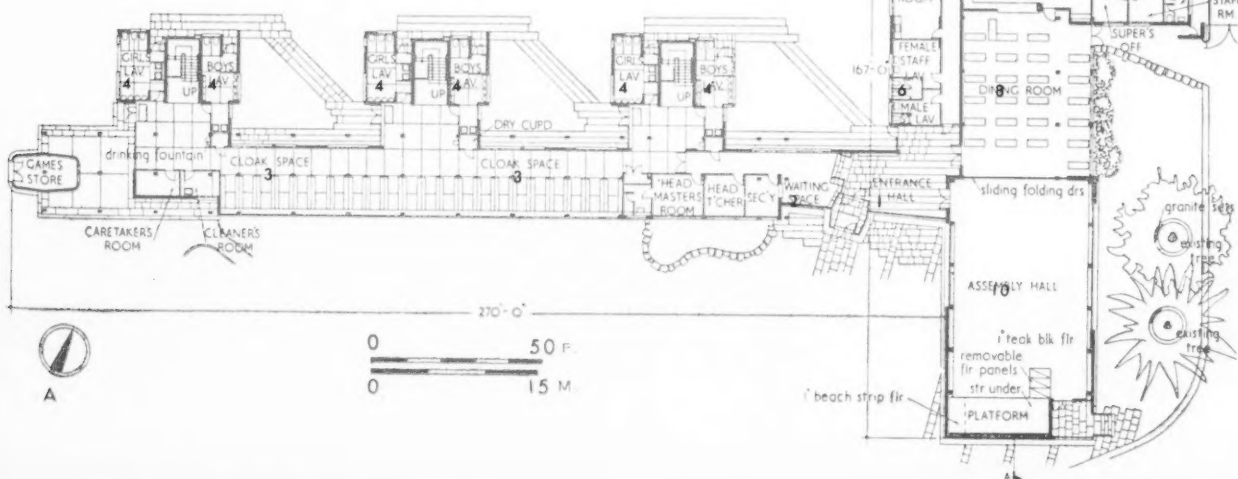 STAFF
RM
SUPER'S
OFF
GIRLS
LAV
4
UP
BOYS
LAV
4
GIRLS
LAV
4
UP
BOYS
LAV
4
GIRLS
LAV
4
UP
BOYS
LAV
4
167'-0"
FEMALE
STAFF
LAV
6
MALE
LAV
8
DINING ROOM
DRY CUPD
GAMES
STORE
drinking fountain
CLOAK SPACE
3
CLOAK SPACE
3
HEAD
MASTERS
ROOM
HEAD
T'CHER
SEC'Y
WAITING
SPACE
2
ENTRANCE
HALL
1
sliding folding drs
granite sets
existing
tree
CARETAKERS
ROOM
CLEANER'S
ROOM
ASSEMBLY HALL
10
270'-0"
existing
tree
1" teak blk flr
removable
flr panels
str under
1" beach strip flr
PLATFORM
0 50 F.
0 15 M.
A
A